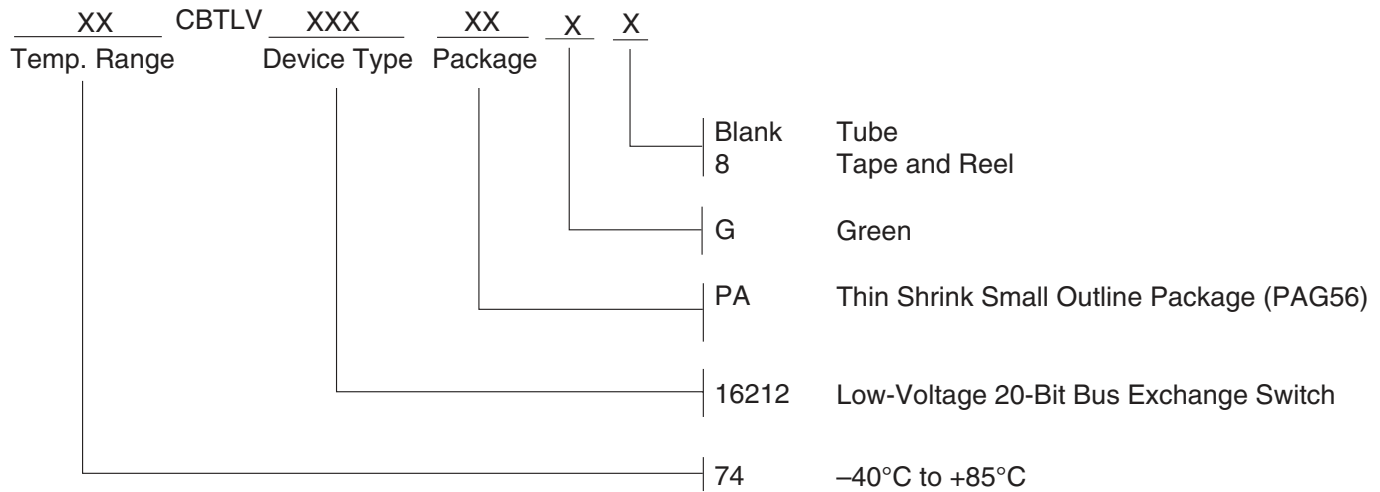 XX CBTLV XXX XX X X
Temp. Range Device Type Package
Blank Tube
8 Tape and Reel
G Green
PA Thin Shrink Small Outline Package (PAG56)
16212 Low-Voltage 20-Bit Bus Exchange Switch
74 –40°C to +85°C